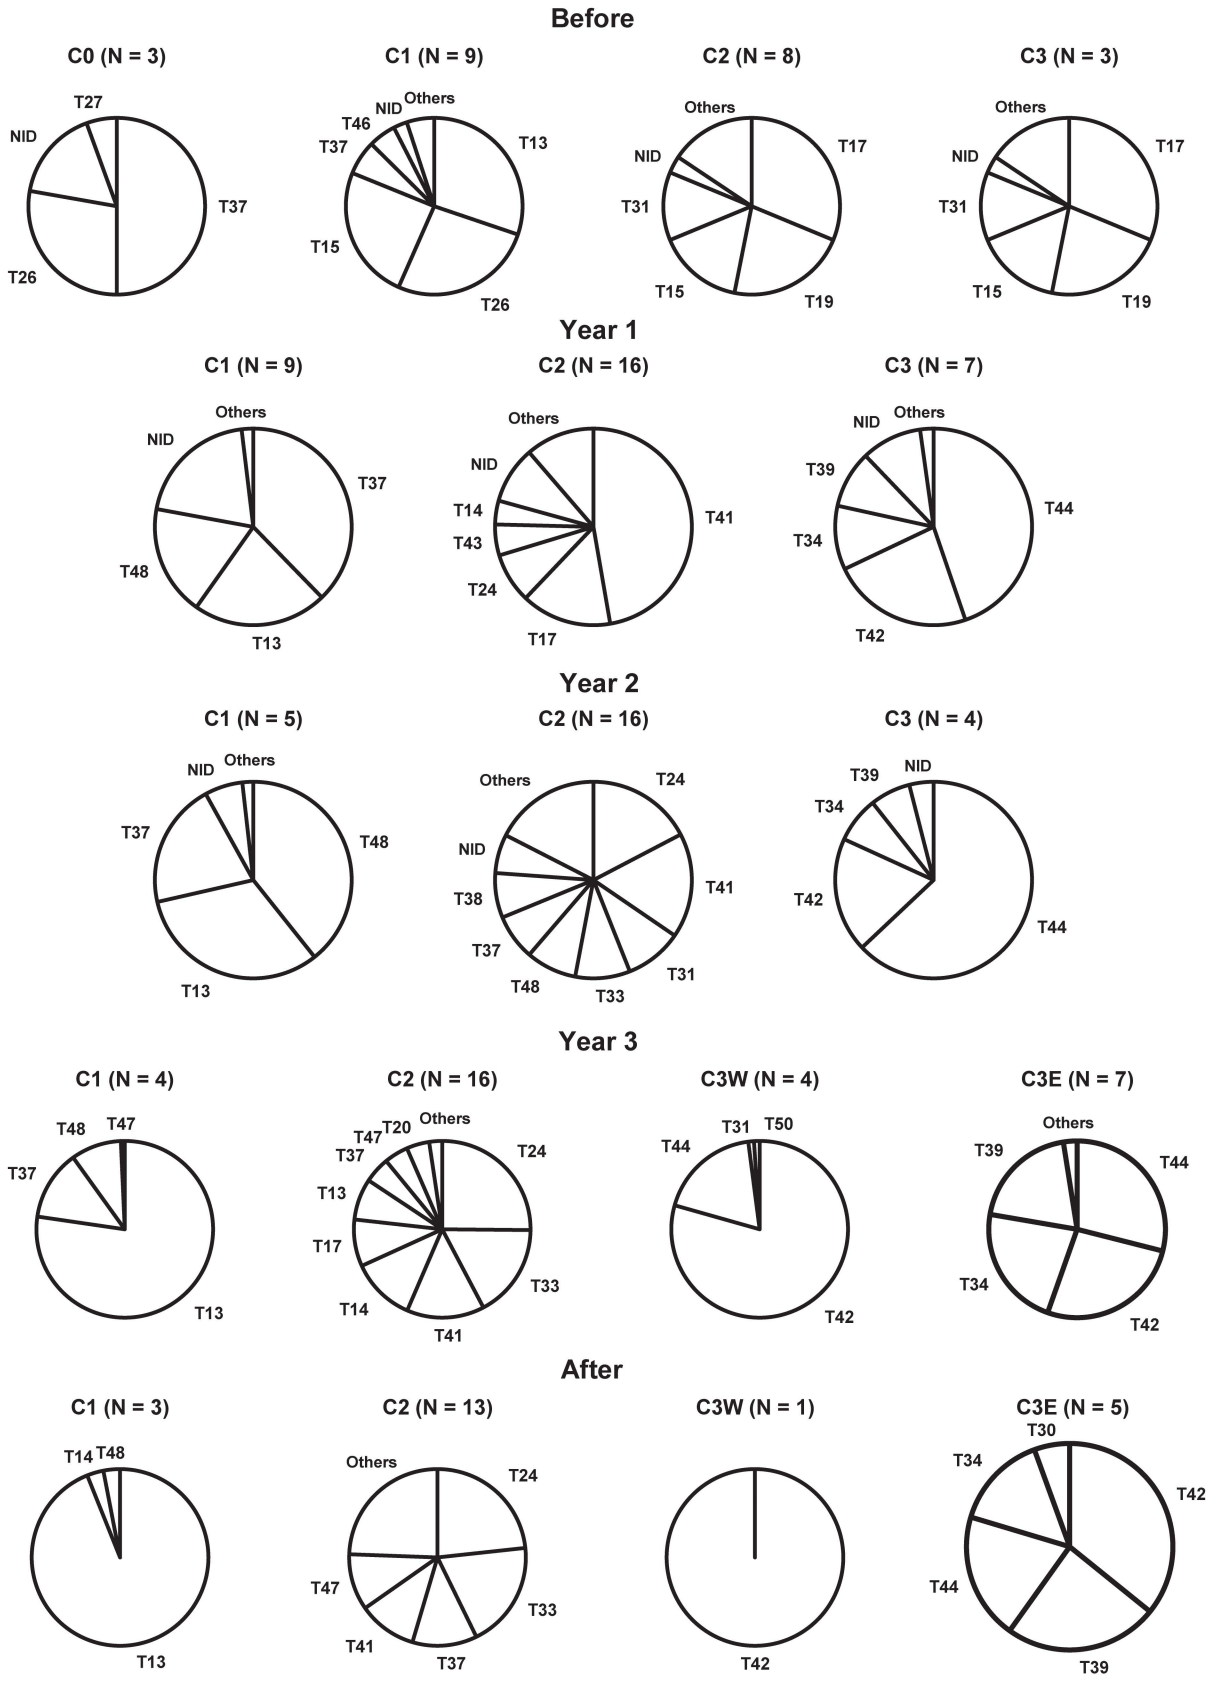 Before
C0 (N = 3)
C1 (N = 9)
C2 (N = 8)
C3 (N = 3)
T27
NID
T37
T26
Others
NID
T46
T37
T13
T15
T26
Others
NID
T17
T31
T15
T19
Others
NID
T17
T31
T15
T19
Year 1
C1 (N = 9)
C2 (N = 16)
C3 (N = 7)
Others
NID
T37
T48
T13
Others
NID
T14
T41
T43
T24
T17
NID
Others
T39
T44
T34
T42
Year 2
C1 (N = 5)
C2 (N = 16)
C3 (N = 4)
NID
Others
T37
T48
T13
Others
T24
NID
T41
T38
T37
T31
T48
T33
T39
NID
T34
T42
T44
Year 3
C1 (N = 4)
C2 (N = 16)
C3W (N = 4)
C3E (N = 7)
T48
T47
T37
T13
Others
T20
T47
T37
T24
T13
T17
T33
T14
T41
T44
T31
T50
T42
Others
T39
T44
T34
T42
After
C1 (N = 3)
C2 (N = 13)
C3W (N = 1)
C3E (N = 5)
T14
T48
T13
Others
T24
T47
T33
T41
T37
T42
T30
T34
T42
T44
T39